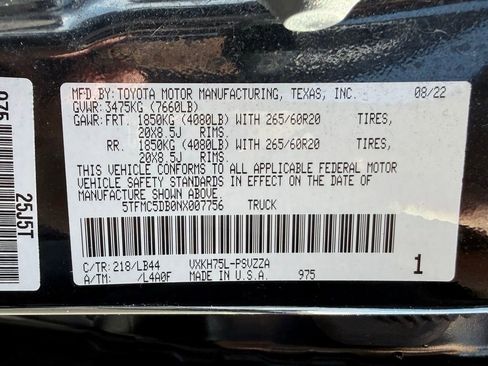 MFD.BY:TOYOTA MOTOR MANUFACTURING, TEXAS, INC. 08/22
GVWR:3475KG (7660LB)
GAWR: FRT. 1850KG (4080LB) WITH 265/60R20 TIRES,
20X8.5J RIMS.
RR. 1850KG (4080LB) WITH 265/60R20 TIRES,
20X8.5J RIMS.
THIS VEHICLE CONFORMS TO ALL APPLICABLE FEDERAL MOTOR
VEHICLE SAFETY STANDARDS IN EFFECT ON THE DATE OF
MANUFACTURE SHOWN ABOVE.
5TFMC5DB0NX007756 TRUCK
C/TR:218/LB44 VXKH75L-PSVZZA
A/TM: /L4A0F MADE IN U.S.A. 975 1
975
25J5T